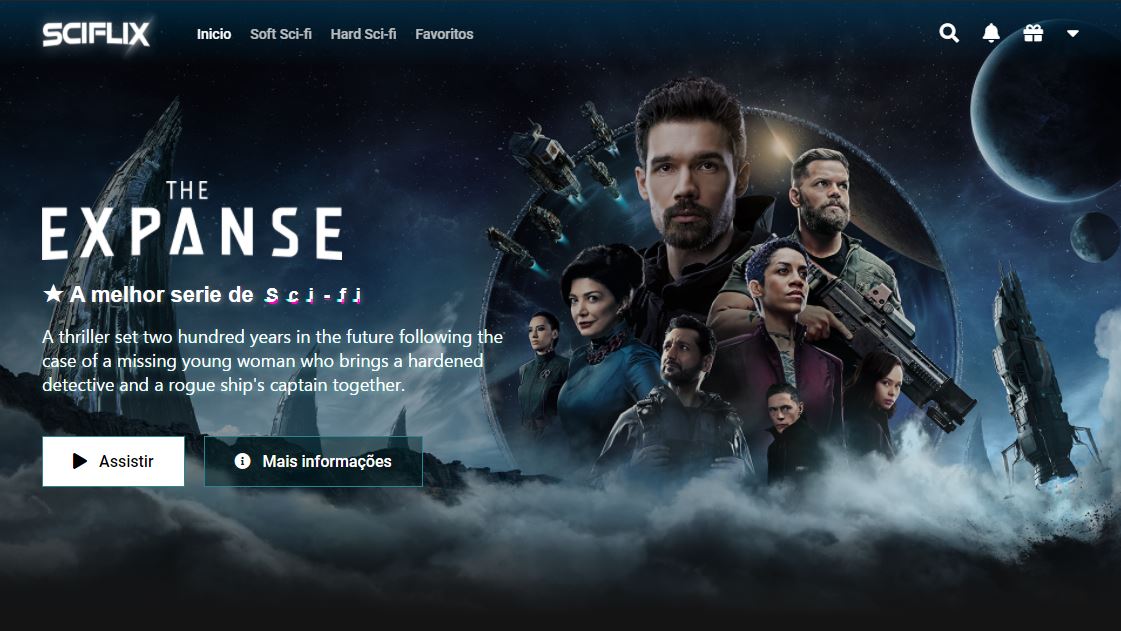 SCIFLIX
Inicio Soft Sci-fi Hard Sci-fi Favoritos
THE
EXPANSE
A melhor serie de Sci-fi
A thriller set two hundred years in the future following the
case of a missing young woman who brings a hardened
detective and a rogue ship's captain together.
Assistir
Mais informações